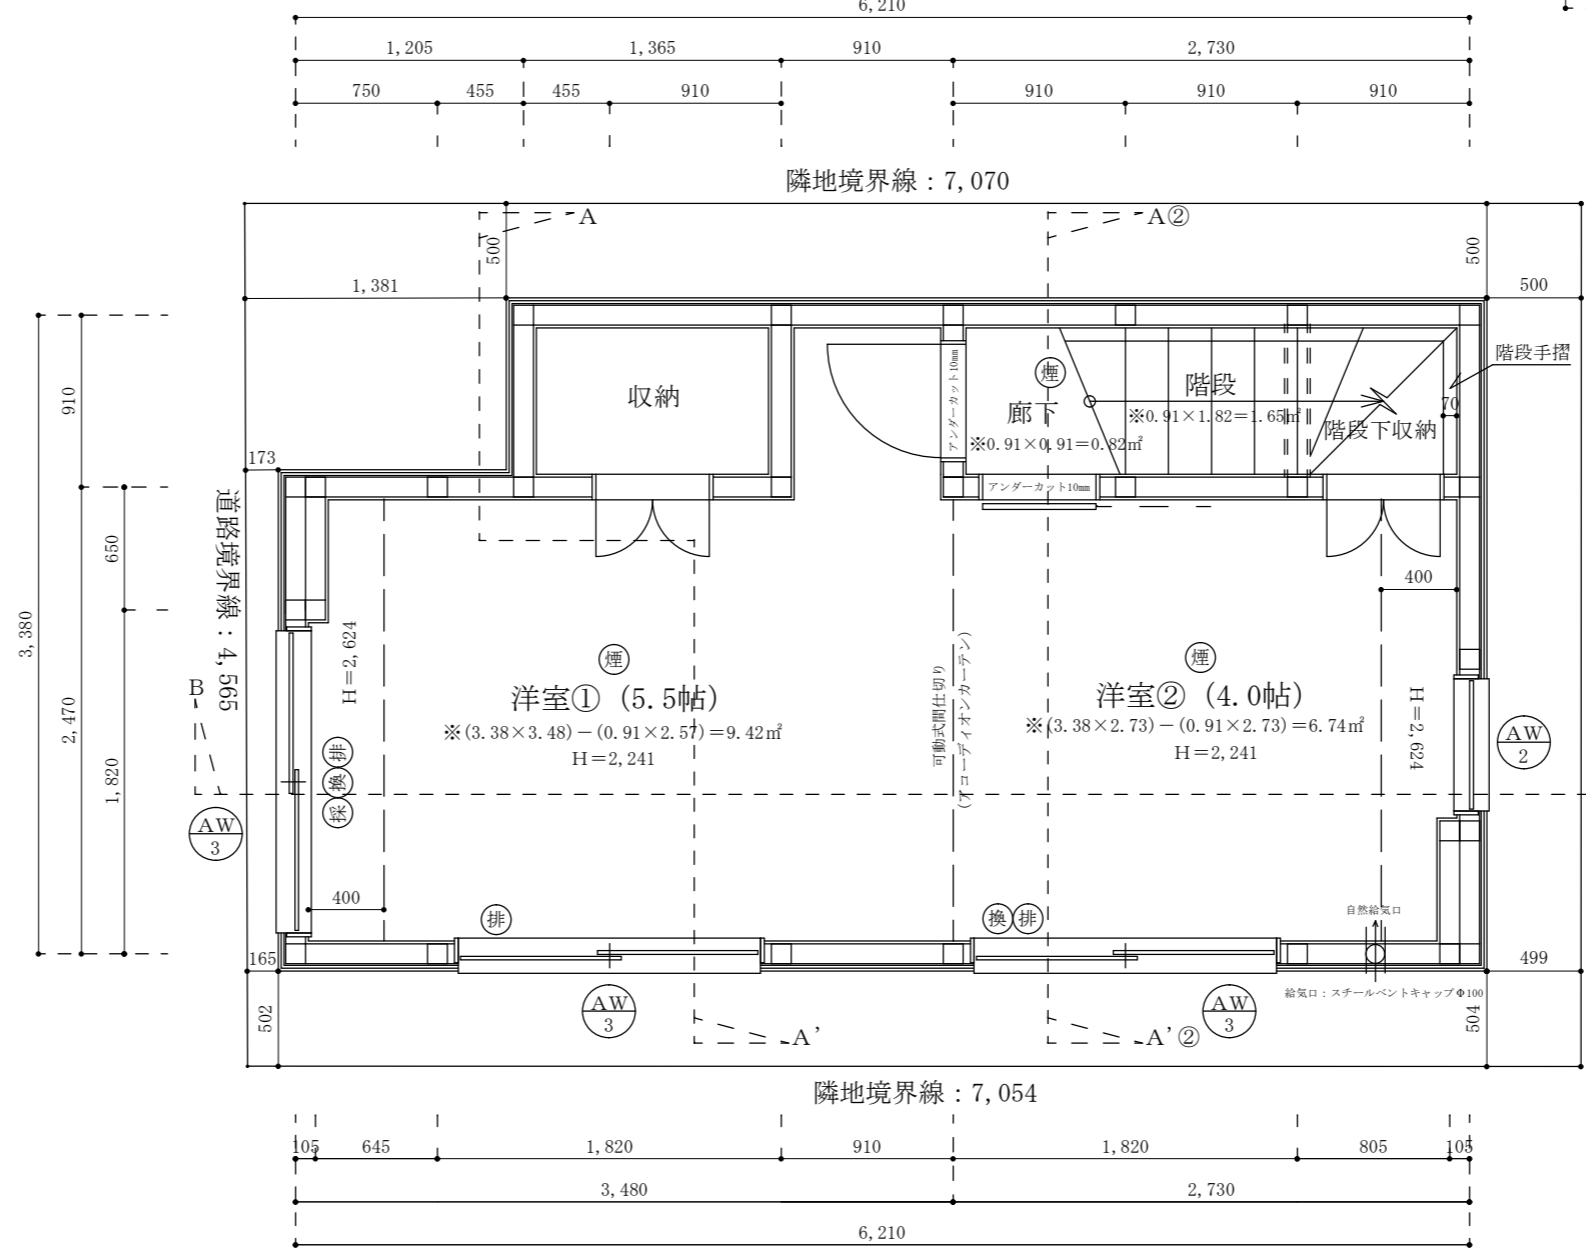 6,210
1,205 1,365 910 2,730
750 455 455 910 910 910 910
隣地境界線：7,070
A A②
500 500
1,381 500
階段手摺
910 収納 アンダーカット10㎜ 煙 廊下 階段 70
※0.91×1.82＝1.65㎡
階段下収納
※0.91×0.91＝0.82㎡
173
アンダーカット10㎜
道路境界線：4,565
650
400
3,380
H＝2,624
煙 煙
B
洋室①（5.5帖） 洋室②（4.0帖）
※(3.38×3.48)－(0.91×2.57)＝9.42㎡ ※(3.38×2.73)－(0.91×2.73)＝6.74㎡
H＝2,241 H＝2,241
可動式間仕切り
(アコーディオンカーテン)
H＝2,624
2,470
1,820
排
換
採
AW
2
AW
3
400
排 換 排
自然給気口
165 499
給気口：スチールベントキャップΦ100
502 504
AW
3
AW
3
A’ A’②
隣地境界線：7,054
105 645 1,820 910 1,820 805 105
3,480 2,730
6,210